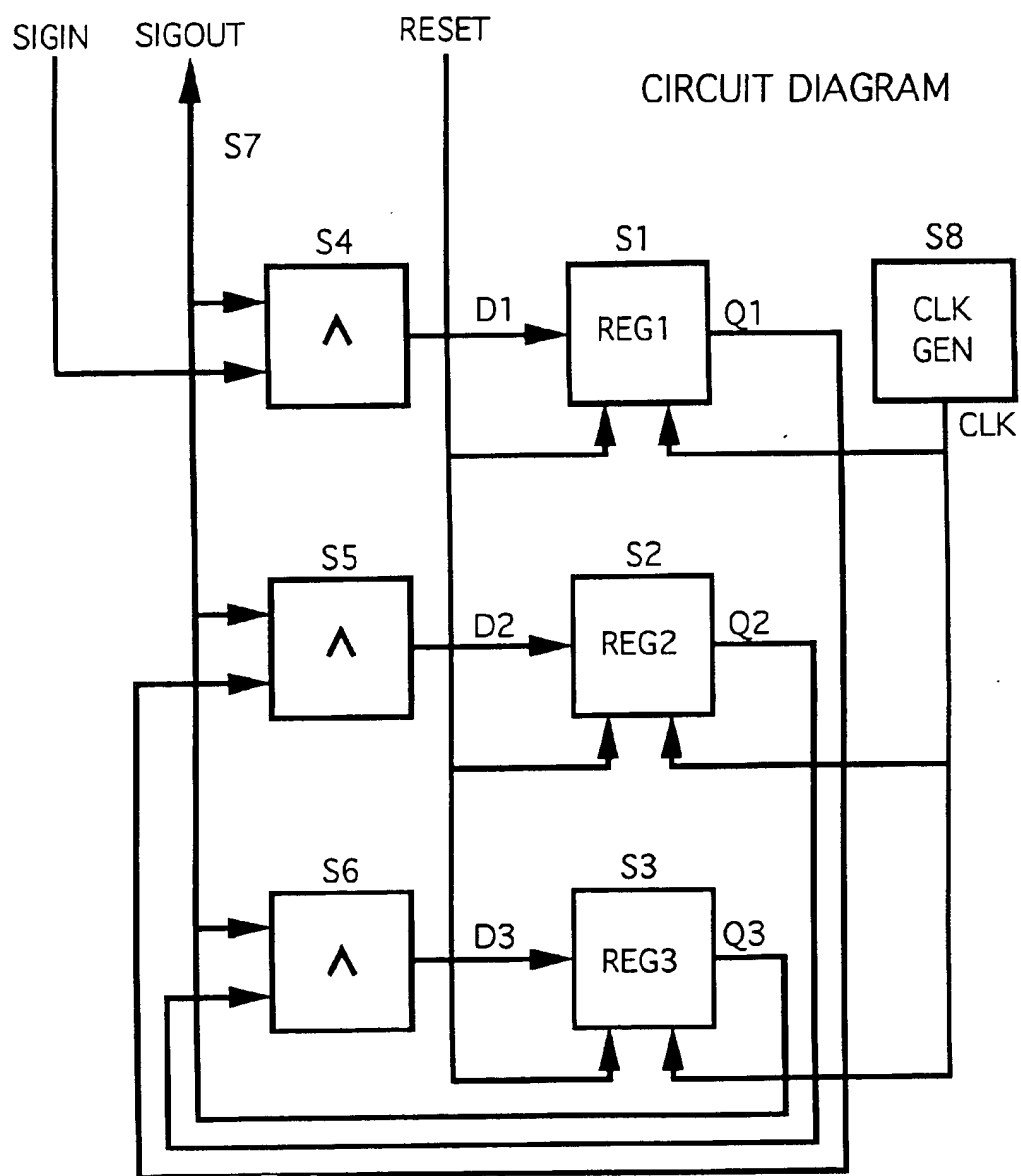 SIGIN
SIGOUT
RESET
CIRCUIT DIAGRAM
S7
S4
S1
S8
∧
D1
REG1
Q1
CLK
GEN
CLK
S5
S2
∧
D2
REG2
Q2
S6
S3
∧
D3
REG3
Q3